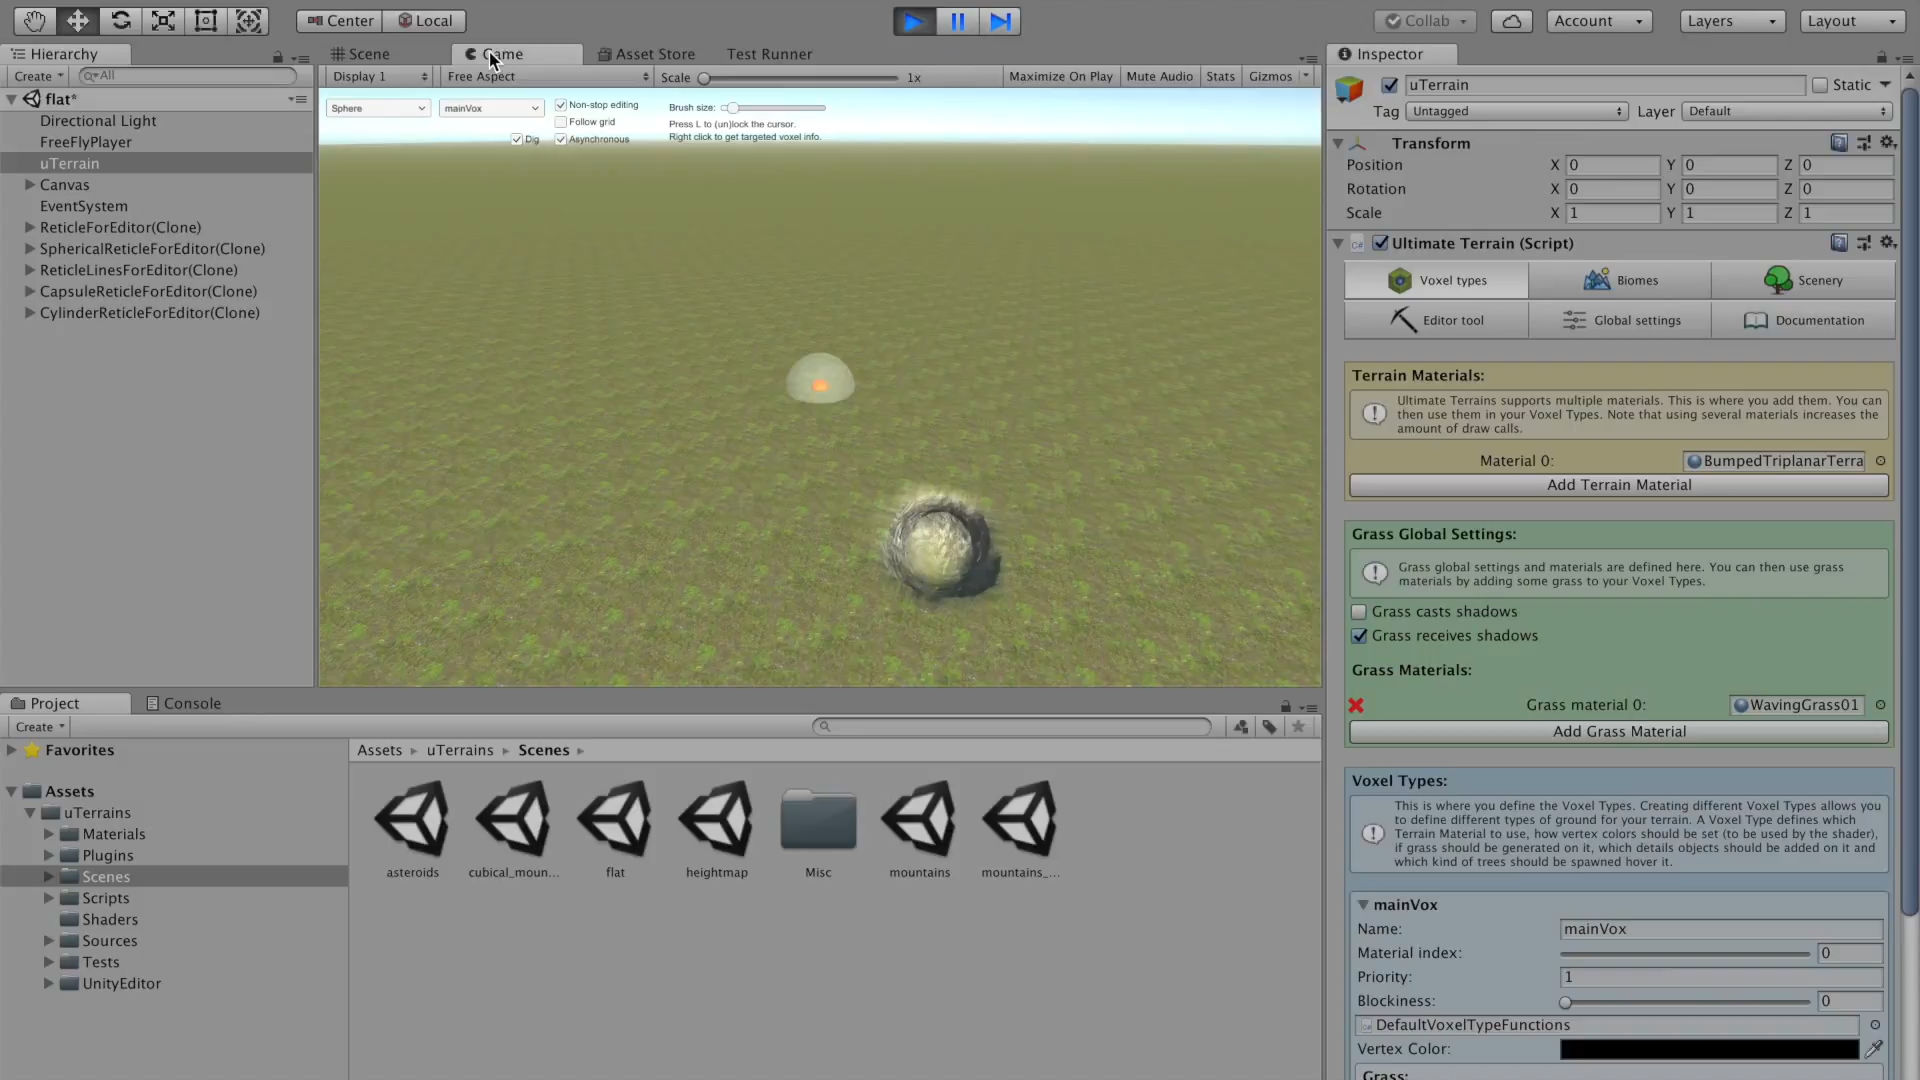 Center
Local
Collab
Account
Layers
Layout
Hierarchy
Create
All
flat*
Directional Light
FreeFlyPlayer
uTerrain
Canvas
EventSystem
ReticleForEditor(Clone)
SphericalReticleForEditor(Clone)
ReticleLinesForEditor(Clone)
CapsuleReticleForEditor(Clone)
CylinderReticleForEditor(Clone)
Scene
Game
Asset Store
Test Runner
Display 1
Free Aspect
Scale
1x
Maximize On Play
Mute Audio
Stats
Gizmos
Sphere
mainVox
Non-stop editing
Follow grid
Dig
Asynchronous
Brush size:
Press L to (un)lock the cursor.
Right click to get targeted voxel info.
Project
Console
Create
Favorites
Assets
uTerrains
Materials
Plugins
Scenes
Scripts
Shaders
Sources
Tests
UnityEditor
Assets
uTerrains
Scenes
asteroids
cubical_moun...
flat
heightmap
Misc
mountains
mountains_...
Inspector
uTerrain
Static
Tag
Untagged
Layer
Default
Transform
Position
X 0
Y 0
Z 0
Rotation
X 0
Y 0
Z 0
Scale
X 1
Y 1
Z 1
Ultimate Terrain (Script)
Voxel types
Biomes
Scenery
Editor tool
Global settings
Documentation
Terrain Materials:
Ultimate Terrains supports multiple materials. This is where you add them. You can
then use them in your Voxel Types. Note that using several materials increases the
amount of draw calls.
Material 0:
BumpedTriplanarTerra
Add Terrain Material
Grass Global Settings:
Grass global settings and materials are defined here. You can then use grass
materials by adding some grass to your Voxel Types.
Grass casts shadows
Grass receives shadows
Grass Materials:
Grass material 0:
WavingGrass01
Add Grass Material
Voxel Types:
This is where you define the Voxel Types. Creating different Voxel Types allows you
to define different types of ground for your terrain. A Voxel Type defines which
Terrain Material to use, how vertex colors should be set (to be used by the shader),
if grass should be generated on it, which details objects should be added on it and
which kind of trees should be spawned hover it.
mainVox
Name:
mainVox
Material index:
0
Priority:
1
Blockiness:
0
DefaultVoxelTypeFunctions
Vertex Color:
Grass: